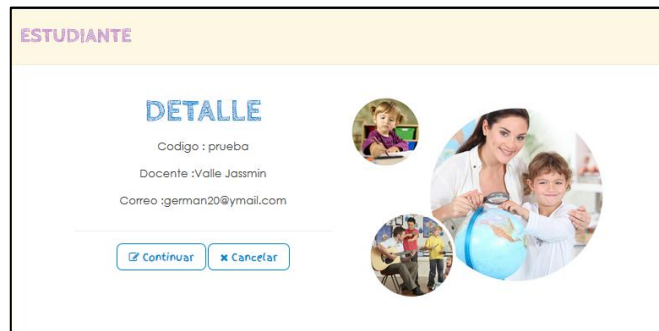 ESTUDIANTE
DETALLE
Codigo : prueba
Docente :Valle Jassmin
Correo :german20@ymail.com
Continuar
Cancelar